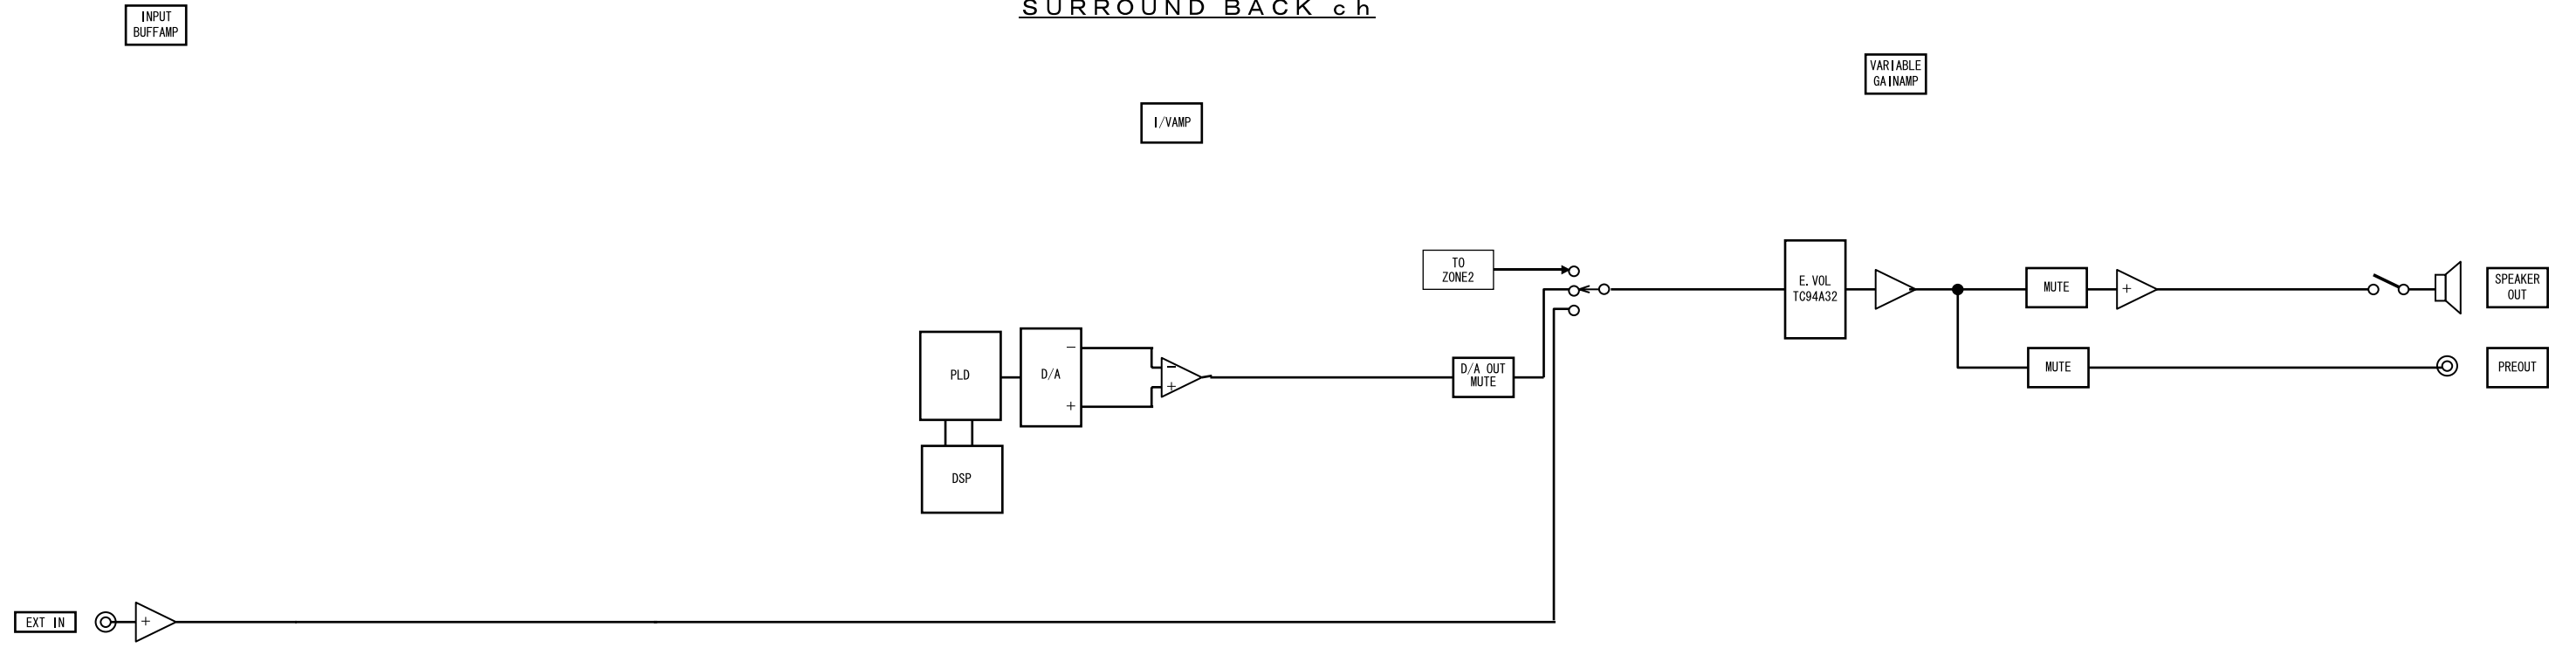 SURROUND BACK ch
INPUT
BUFFAMP
VARIABLE
GAINAMP
I/VAMP
TO
ZONE2
E.VOL
TC94A32
MUTE
+
SPEAKER
OUT
PLD
D/A
−
+
−
+
D/A OUT
MUTE
MUTE
PREOUT
DSP
EXT IN
+